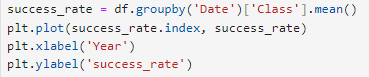 success_rate = df.groupby('Date')['Class'].mean()
plt.plot(success_rate.index, success_rate)
plt.xlabel('Year')
plt.ylabel('success_rate')